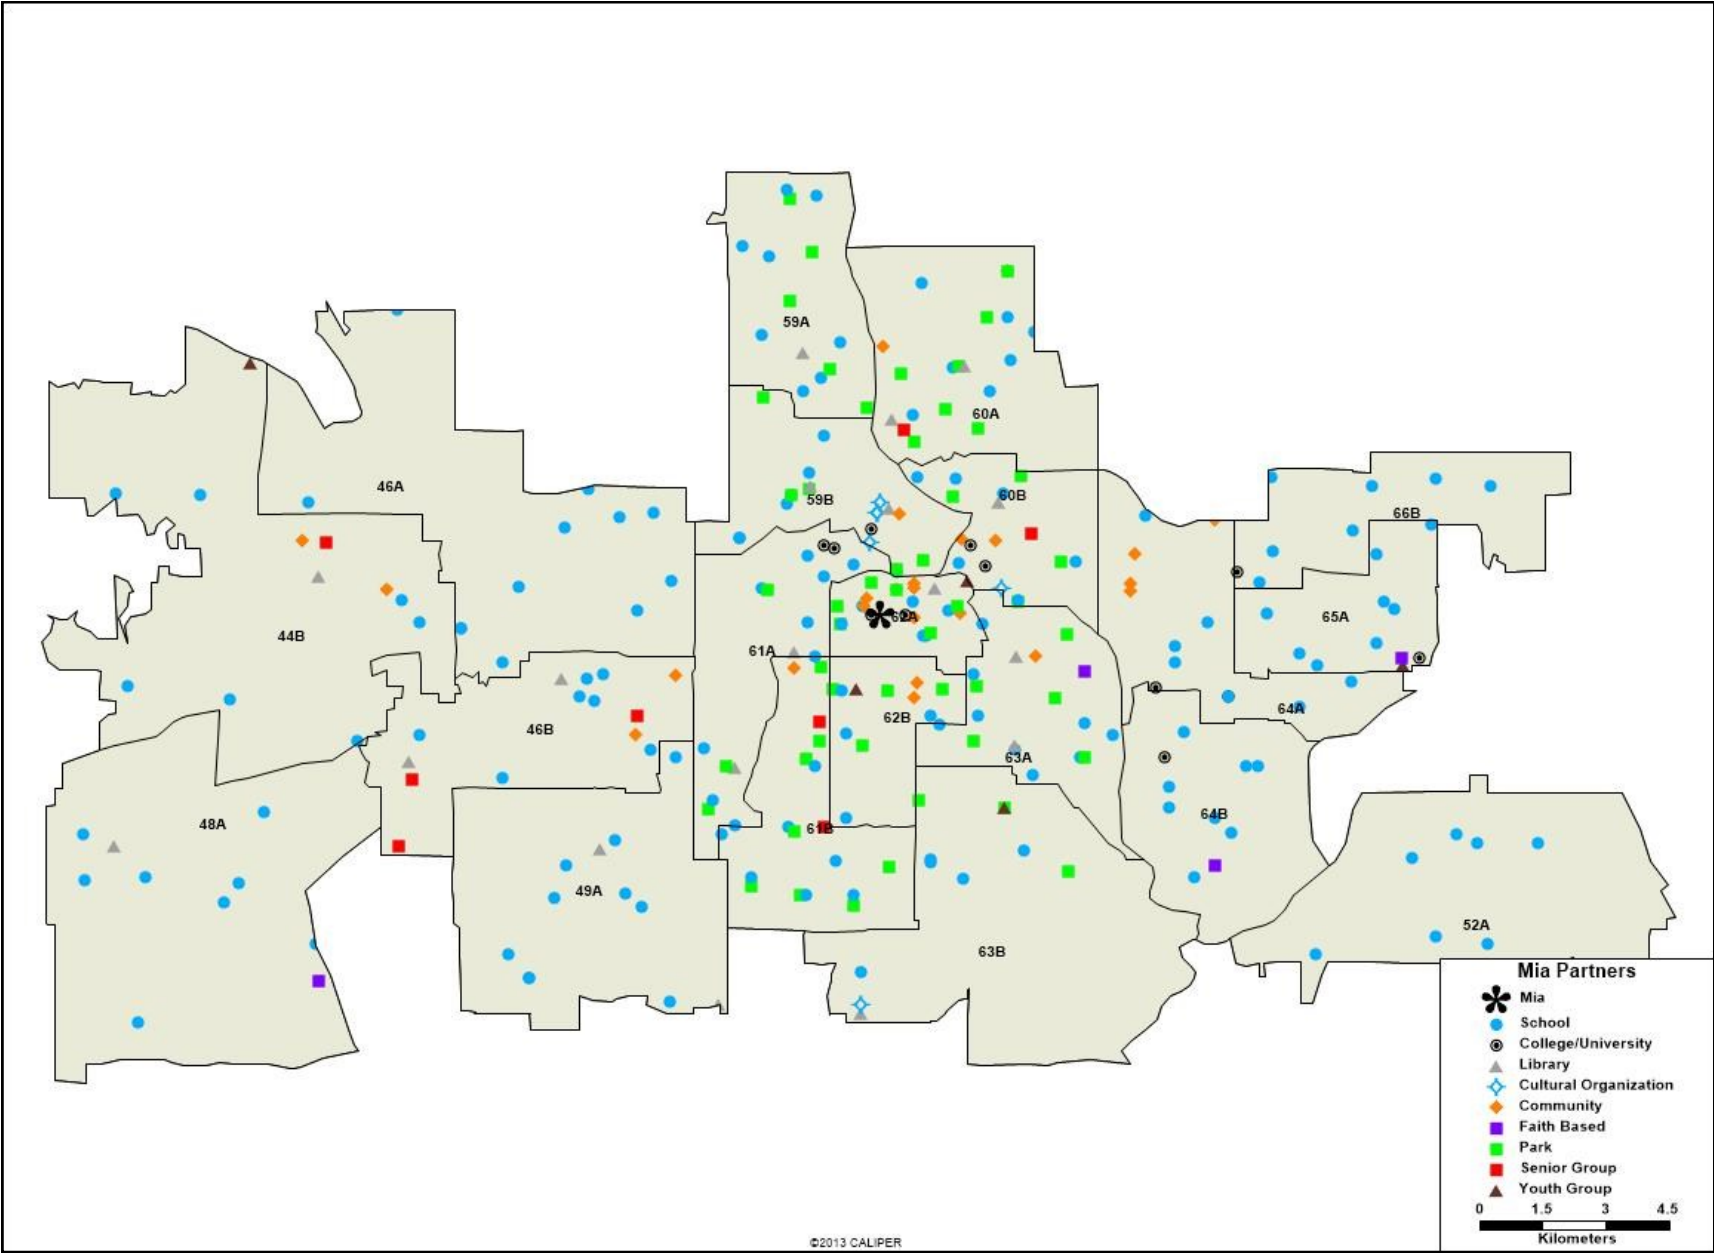 59A
60A
46A
59B
60B
66B
62A
65A
44B
61A
64A
62B
46B
63A
64B
48A
61B
49A
52A
63B
Mia Partners
Mia
School
College/University
Library
Cultural Organization
Community
Faith Based
Park
Senior Group
Youth Group
0 1.5 3 4.5
Kilometers
©2013 CALIPER